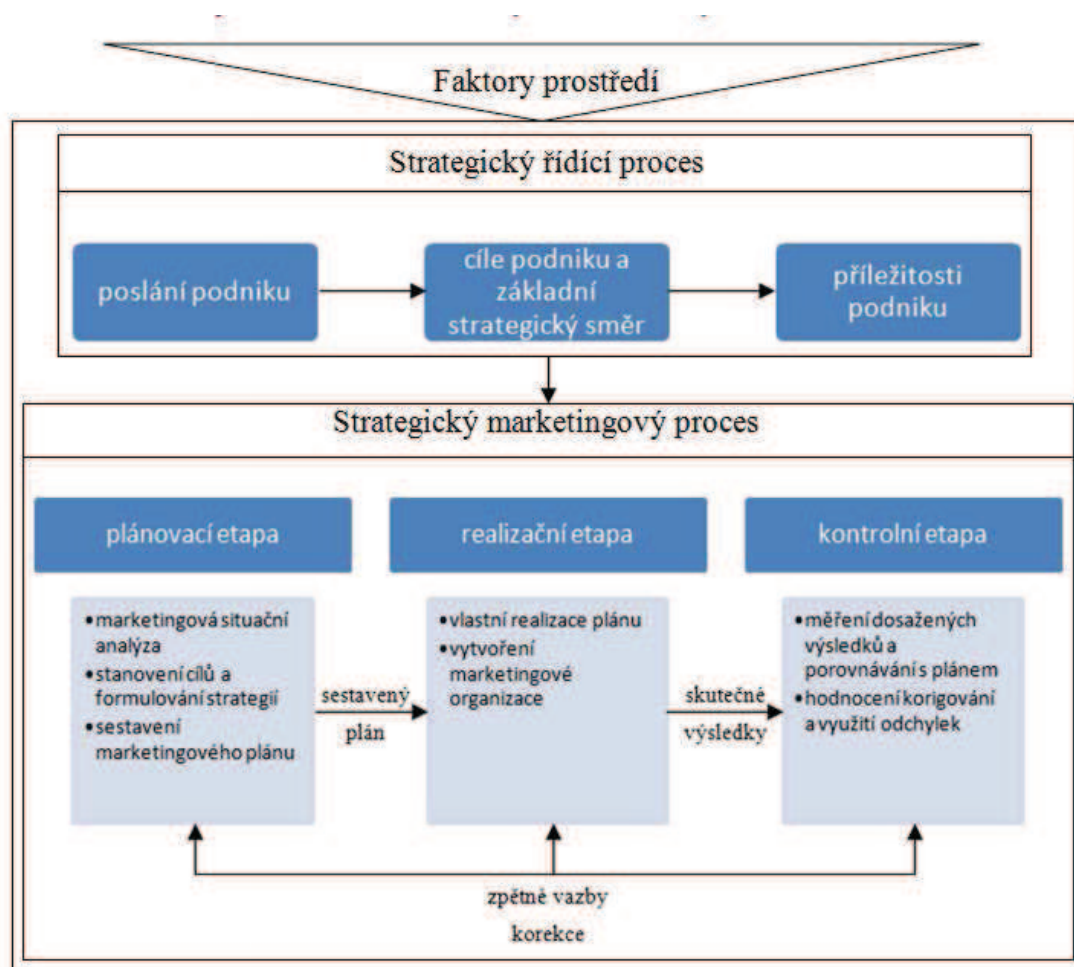 Faktory prostředí
Strategický řídící proces
poslání podniku
cíle podniku a
základní
strategický směr
příležitosti
podniku
Strategický marketingový proces
plánovací etapa
realizační etapa
kontrolní etapa
•marketingová situační
analýza
•stanovení cílů a
formulování strategií
•sestavení
marketingového plánu
sestavený
plán
•vlastní realizace plánu
•vytvoření
marketingové
organizace
skutečné
výsledky
•měření dosažených
výsledků a
porovnávání s plánem
•hodnocení korigování
a využití odchylek
zpětné vazby
korekce